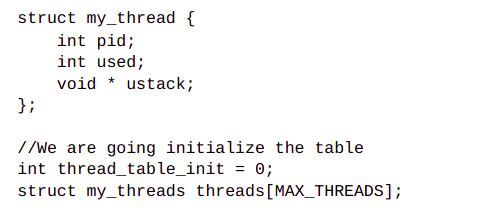 struct my_thread {
    int pid;
    int used;
    void * ustack;
};

//We are going initialize the table
int thread_table_init = 0;
struct my_threads threads[MAX_THREADS];